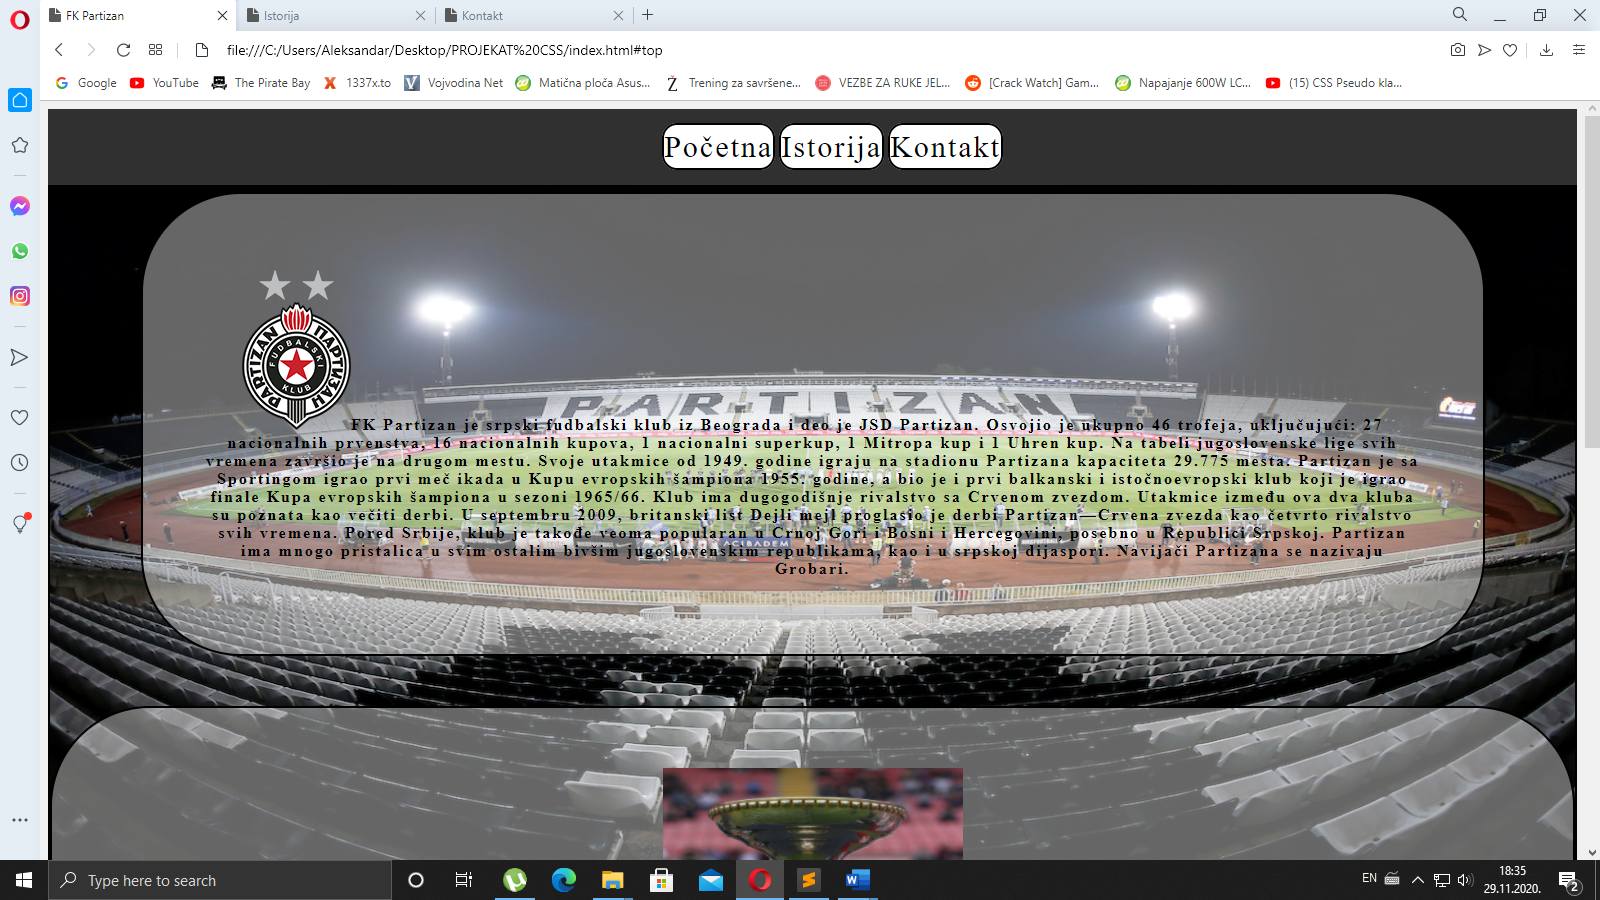 FK Partizan
Istorija
Kontakt
file:///C:/Users/Aleksandar/Desktop/PROJEKAT%20CSS/index.html#top
Google
YouTube
The Pirate Bay
1337x.to
Vojvodina Net
Matična ploča Asus...
Trening za savršene...
VEZBE ZA RUKE JEL...
[Crack Watch] Gam...
Napajanje 600W LC...
(15) CSS Pseudo kla...
Početna Istorija Kontakt
PARTIZAN ПАРТИЗАН
FUDBALSKI
KLUB
PARTIZAN
FK Partizan je srpski fudbalski klub iz Beograda i deo je JSD Partizan. Osvojio je ukupno 46 trofeja, uključujući: 27
nacionalnih prvenstva, 16 nacionalnih kupova, 1 nacionalni superkup, 1 Mitropa kup i 1 Uhren kup. Na tabeli jugoslovenske lige svih
vremena završio je na drugom mestu. Svoje utakmice od 1949. godine igraju na stadionu Partizana kapaciteta 29.775 mesta. Partizan je sa
Sportingom igrao prvi meč ikada u Kupu evropskih šampiona 1955. godine, a bio je i prvi balkanski i istočnoevropski klub koji je igrao
finale Kupa evropskih šampiona u sezoni 1965/66. Klub ima dugogodišnje rivalstvo sa Crvenom zvezdom. Utakmice između ova dva kluba
su poznata kao večiti derbi. U septembru 2009, britanski list Dejli mejl proglasio je derbi Partizan—Crvena zvezda kao četvrto rivalstvo
svih vremena. Pored Srbije, klub je takođe veoma popularan u Crnoj Gori i Bosni i Hercegovini, posebno u Republici Srpskoj. Partizan
ima mnogo pristalica u svim ostalim bivšim jugoslovenskim republikama, kao i u srpskoj dijaspori. Navijači Partizana se nazivaju
Grobari.
ACIBADEM
Type here to search
EN
18:35
29.11.2020.
2